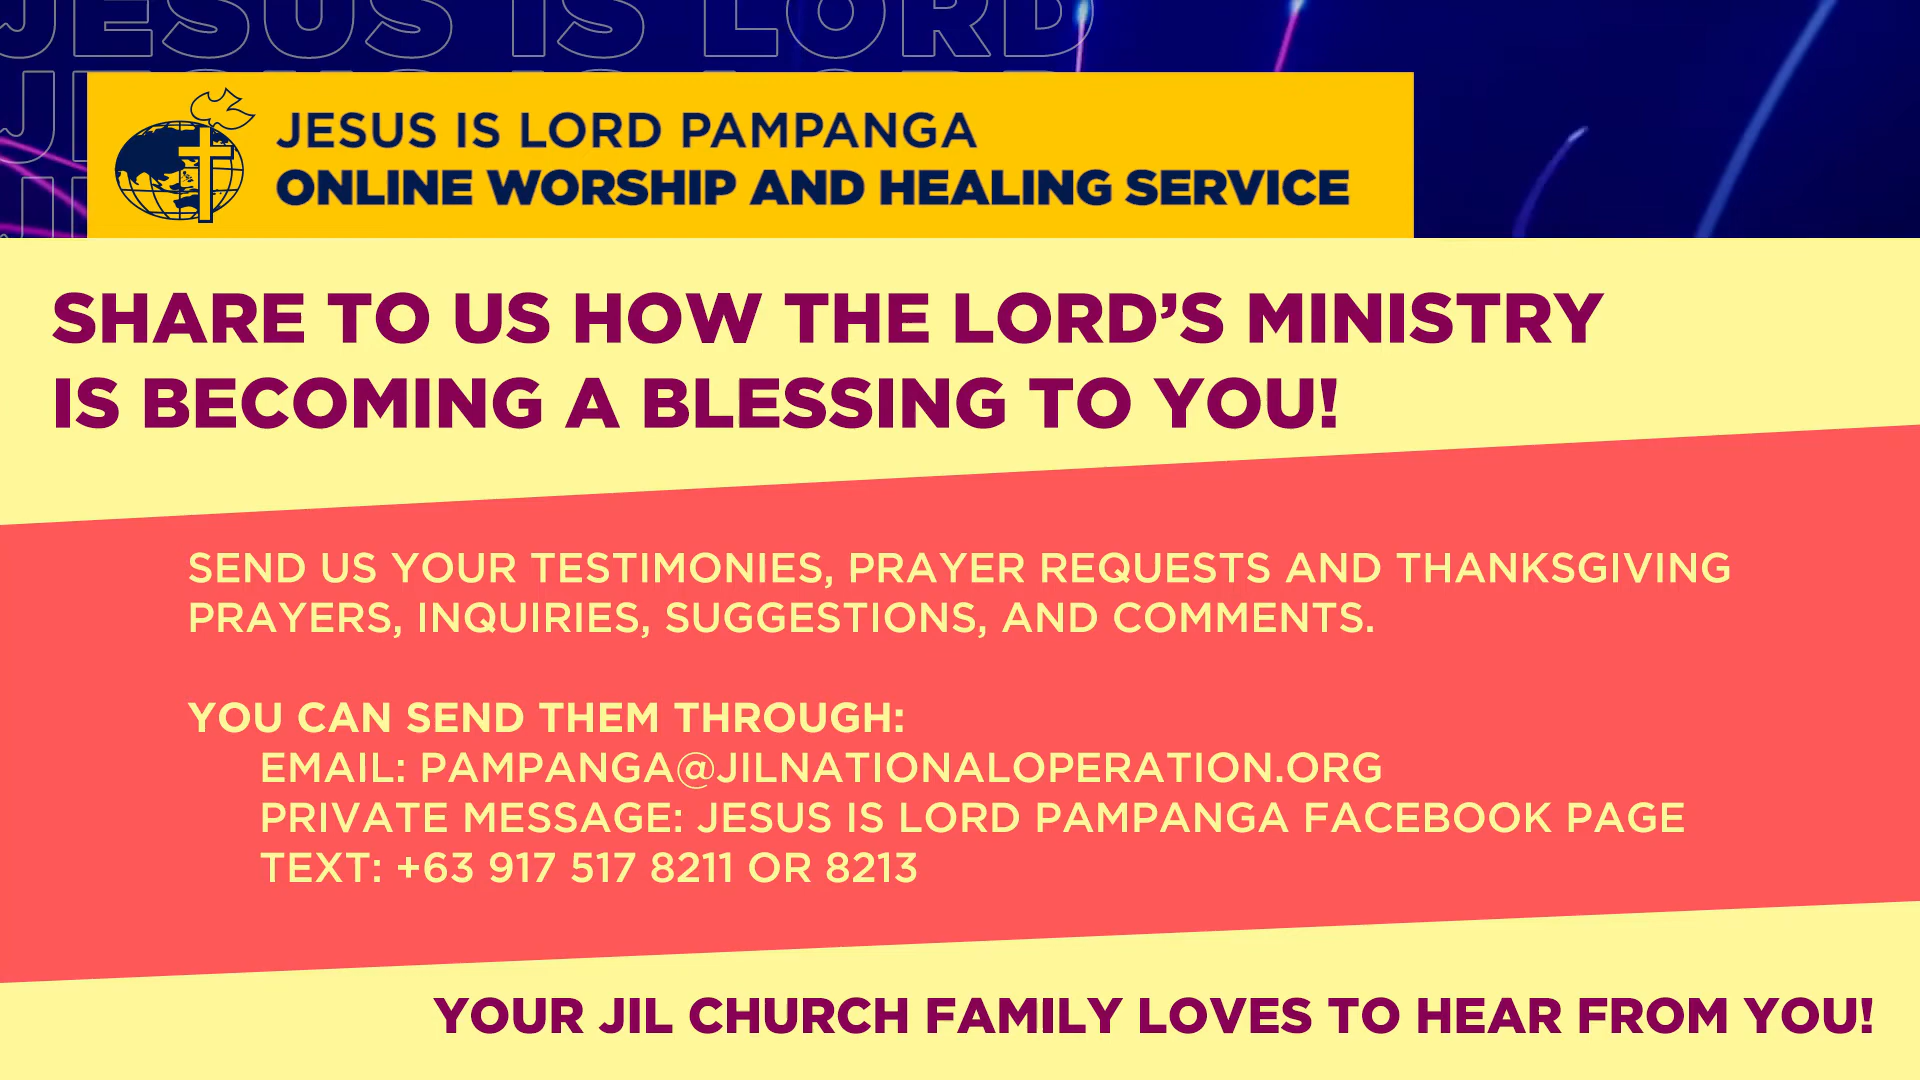 JESUS IS LORD
JESUS IS LORD PAMPANGA
ONLINE WORSHIP AND HEALING SERVICE
SHARE TO US HOW THE LORD’S MINISTRY
IS BECOMING A BLESSING TO YOU!
SEND US YOUR TESTIMONIES, PRAYER REQUESTS AND THANKSGIVING
PRAYERS, INQUIRIES, SUGGESTIONS, AND COMMENTS.
YOU CAN SEND THEM THROUGH:
EMAIL: PAMPANGA@JILNATIONALOPERATION.ORG
PRIVATE MESSAGE: JESUS IS LORD PAMPANGA FACEBOOK PAGE
TEXT: +63 917 517 8211 OR 8213
YOUR JIL CHURCH FAMILY LOVES TO HEAR FROM YOU!